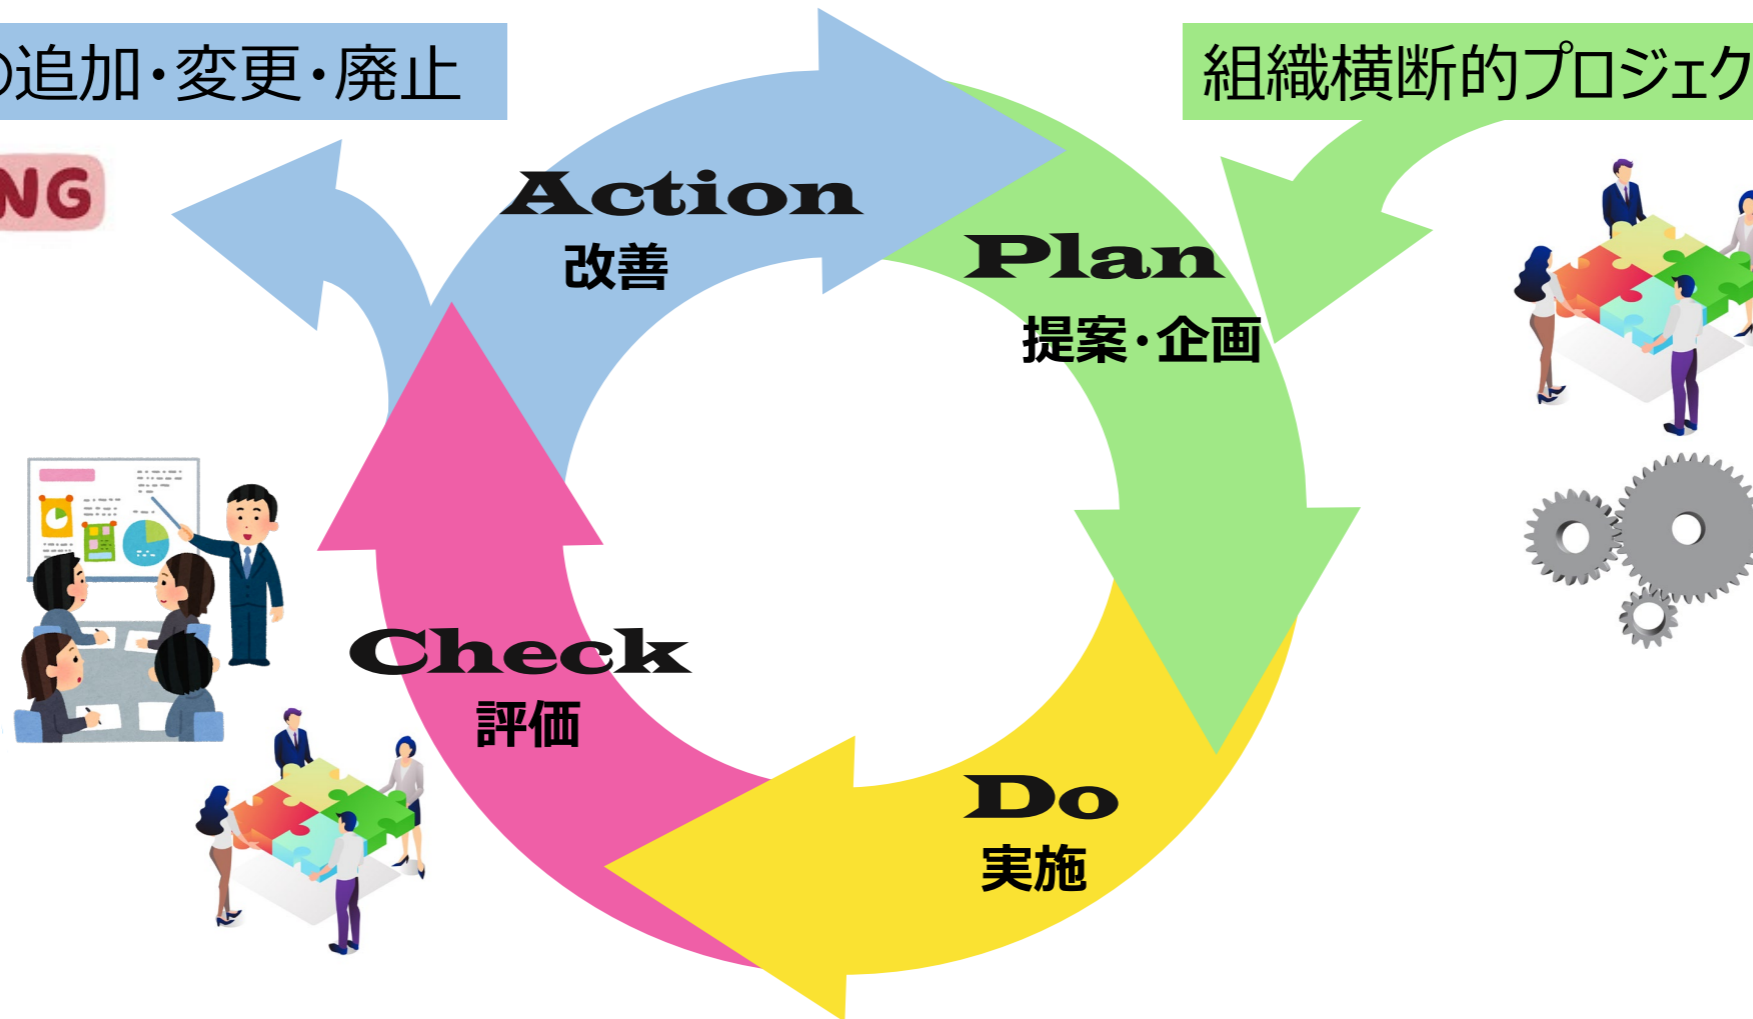 の追加・変更・廃止
組織横断的プロジェク
NG
Action
改善
Plan
提案・企画
Check
評価
Do
実施